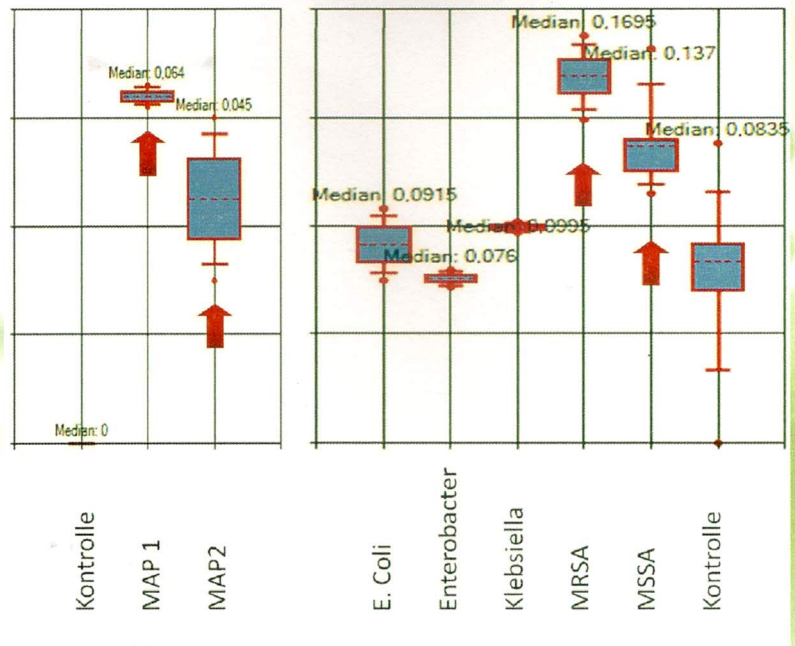 Median: 0,064
Median: 0,045
Median: 0
Kontrolle
MAP 1
MAP2
Median: 0,1695
Median: 0,137
Median: 0,0835
Median: 0,0915
Median: 0,0995
Median: 0,076
E. Coli
Enterobacter
Klebsiella
MRSA
MSSA
Kontrolle